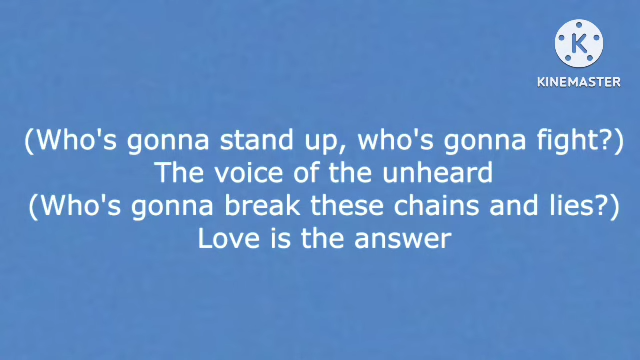 KINEMASTER
(Who's gonna stand up, who's gonna fight?)
The voice of the unheard
(Who's gonna break these chains and lies?)
Love is the answer